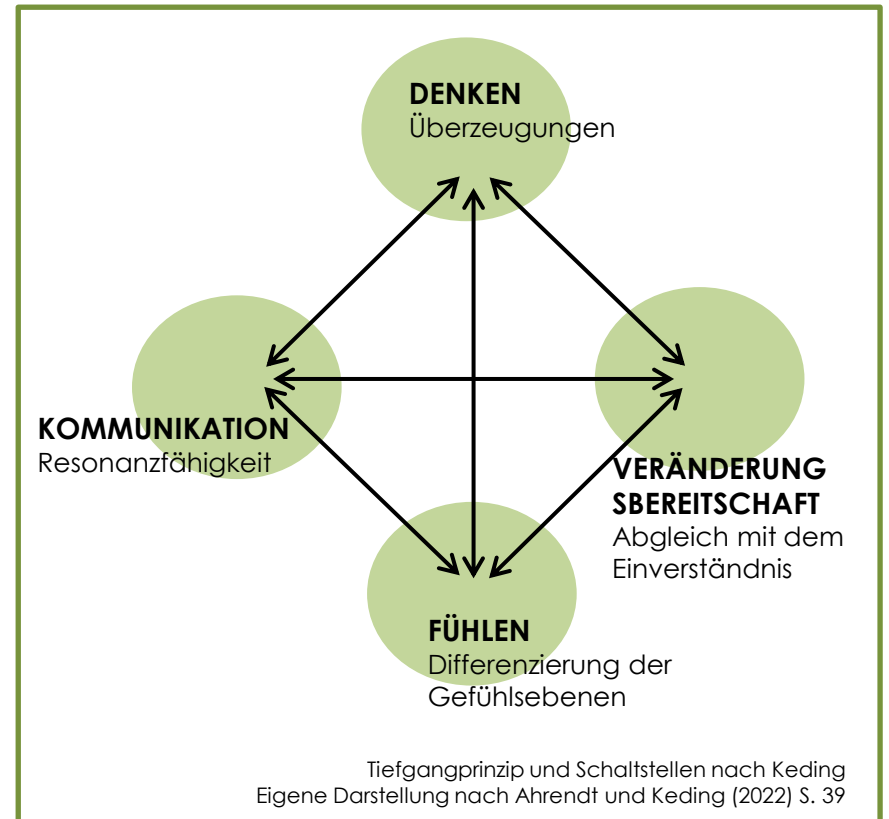 DENKEN
Überzeugungen
KOMMUNIKATION
Resonanzfähigkeit
VERÄNDERUNG
SBEREITSCHAFT
Abgleich mit dem
Einverständnis
FÜHLEN
Differenzierung der
Gefühlsebenen
Tiefgangprinzip und Schaltstellen nach Keding
Eigene Darstellung nach Ahrendt und Keding (2022) S. 39